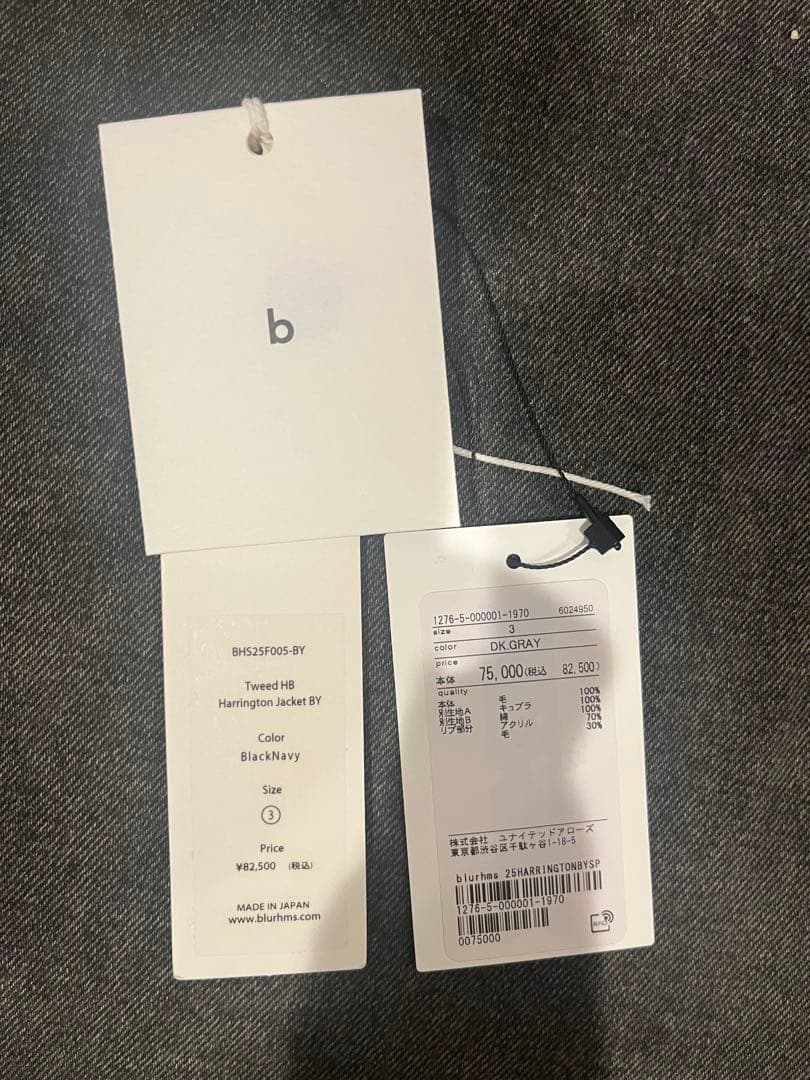 b
BHS25F005-BY
Tweed HB
Harrington Jacket BY
Color
BlackNavy
Size
3
Price
¥82,500 (税込)
MADE IN JAPAN
www.blurhms.com
1276-5-000001-1970 6024950
size 3
color DK.GRAY
price
本体 75,000(税込 82,500)
quality
本体 毛 100%
別生地A キュプラ 100%
別生地B 綿 100%
リブ部分 アクリル 70%
毛 30%
株式会社 ユナイテッドアローズ
東京都渋谷区千駄ヶ谷1-18-5
blurhms 25HARRINGTONBYSP
1276-5-000001-1970
0075000